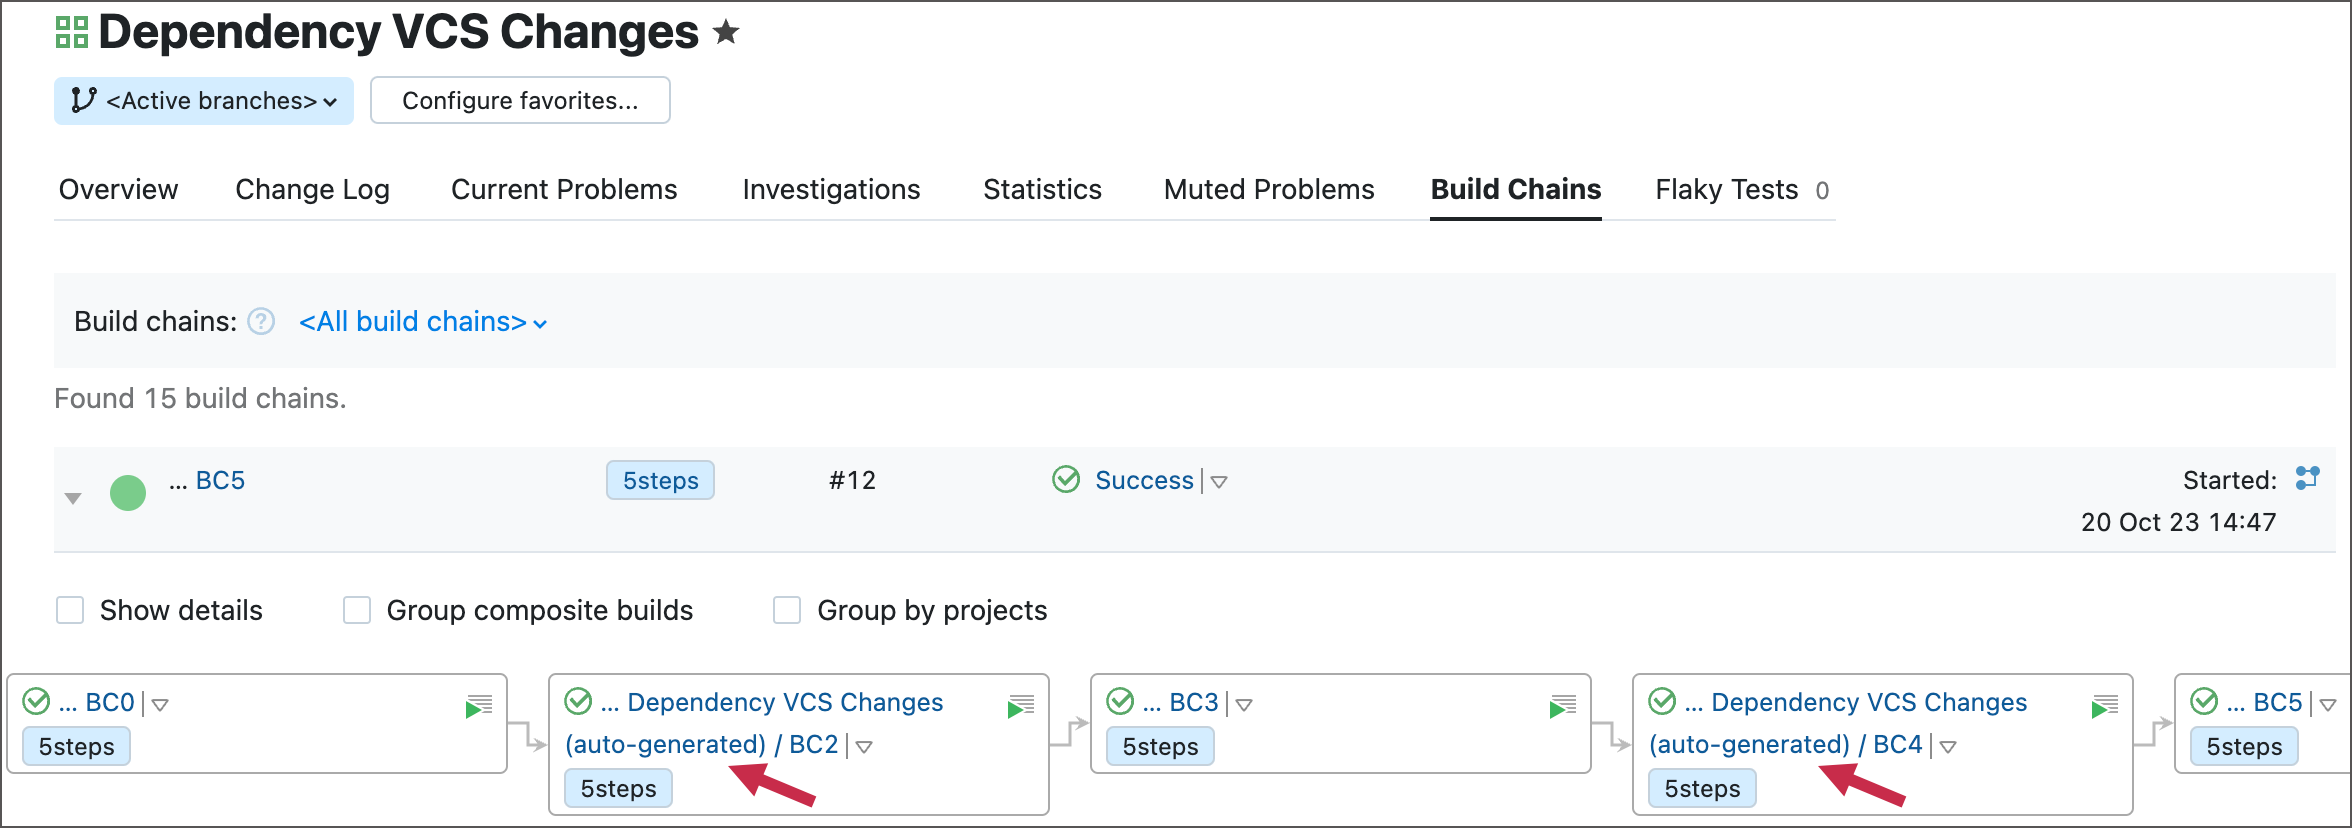 Dependency VCS Changes
<Active branches>
Configure favorites...
Overview Change Log Current Problems Investigations Statistics Muted Problems Build Chains Flaky Tests 0
Build chains: ? <All build chains>
Found 15 build chains.
... BC5 5steps #12 Success Started:
20 Oct 23 14:47
Show details Group composite builds Group by projects
... BC0
5steps
... Dependency VCS Changes
(auto-generated) / BC2
5steps
... BC3
5steps
... Dependency VCS Changes
(auto-generated) / BC4
5steps
... BC5
5steps